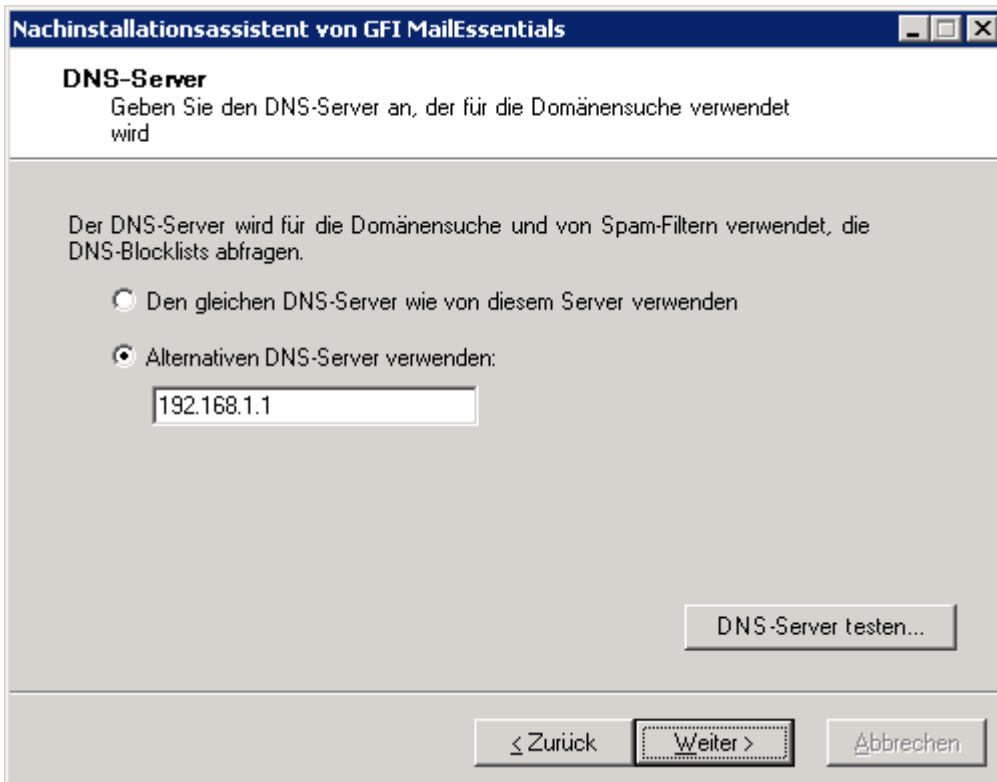 Nachinstallationsassistent von GFI MailEssentials
DNS-Server
Geben Sie den DNS-Server an, der für die Domänensuche verwendet
wird
Der DNS-Server wird für die Domänensuche und von Spam-Filtern verwendet, die
DNS-Blocklists abfragen.
Den gleichen DNS-Server wie von diesem Server verwenden
Alternativen DNS-Server verwenden:
192.168.1.1
DNS-Server testen...
< Zurück
Weiter >
Abbrechen